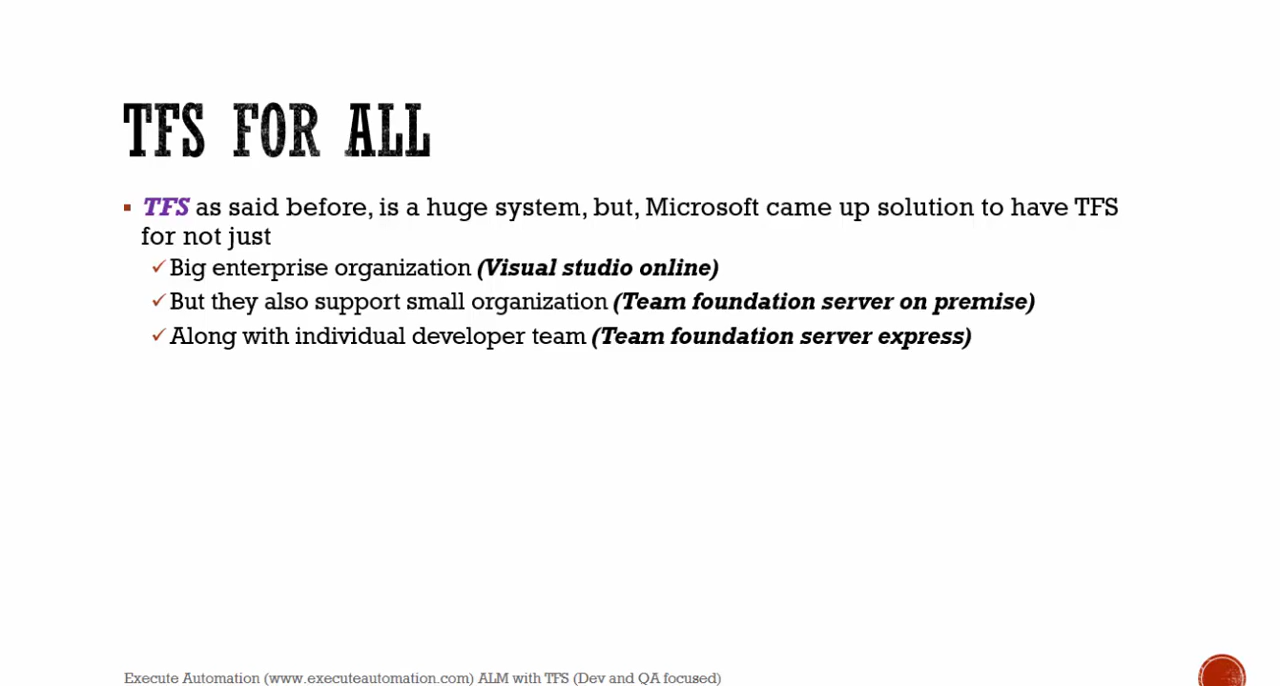 TFS FOR ALL
TFS as said before, is a huge system, but, Microsoft came up solution to have TFS
for not just
Big enterprise organization (Visual studio online)
But they also support small organization (Team foundation server on premise)
Along with individual developer team (Team foundation server express)
Execute Automation (www.executeautomation.com) ALM with TFS (Dev and QA focused)